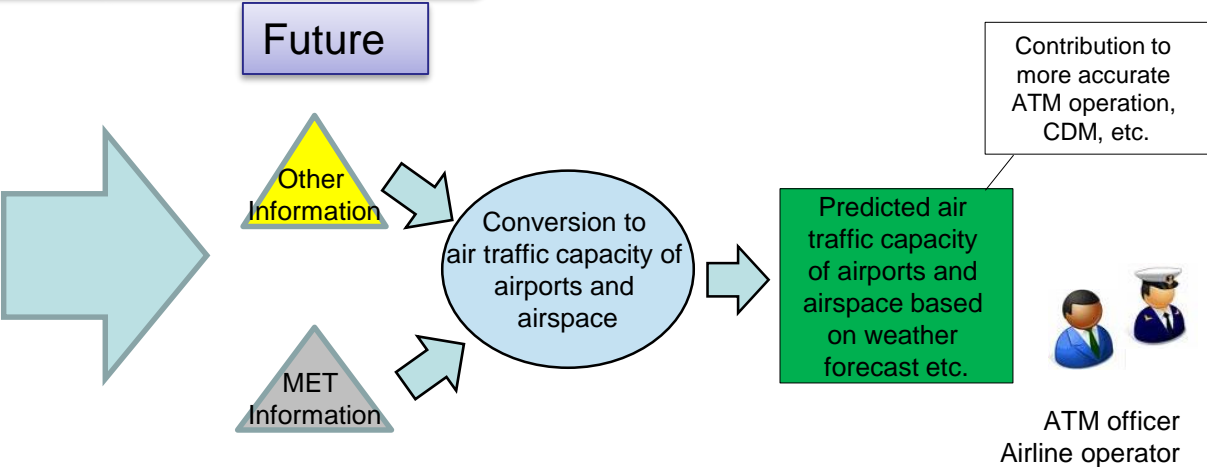 Future
Contribution to
more accurate
ATM operation,
CDM, etc.
Other
Information
Conversion to
air traffic capacity of
airports and
airspace
Predicted air
traffic capacity
of airports and
airspace based
on weather
forecast etc.
MET
Information
ATM officer
Airline operator